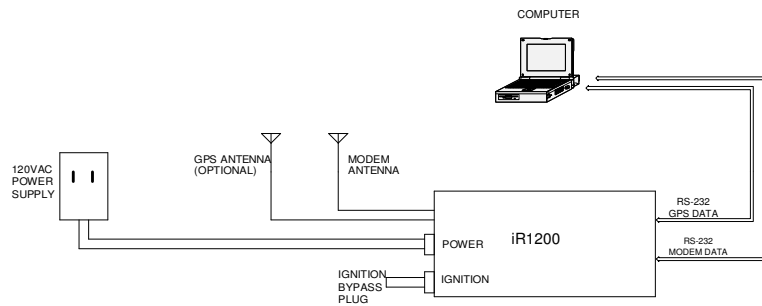 COMPUTER
GPS ANTENNA
(OPTIONAL)
MODEM
ANTENNA
120VAC
POWER
SUPPLY
RS-232
GPS DATA
POWER
iR1200
RS-232
MODEM DATA
IGNITION
BYPASS
PLUG
IGNITION